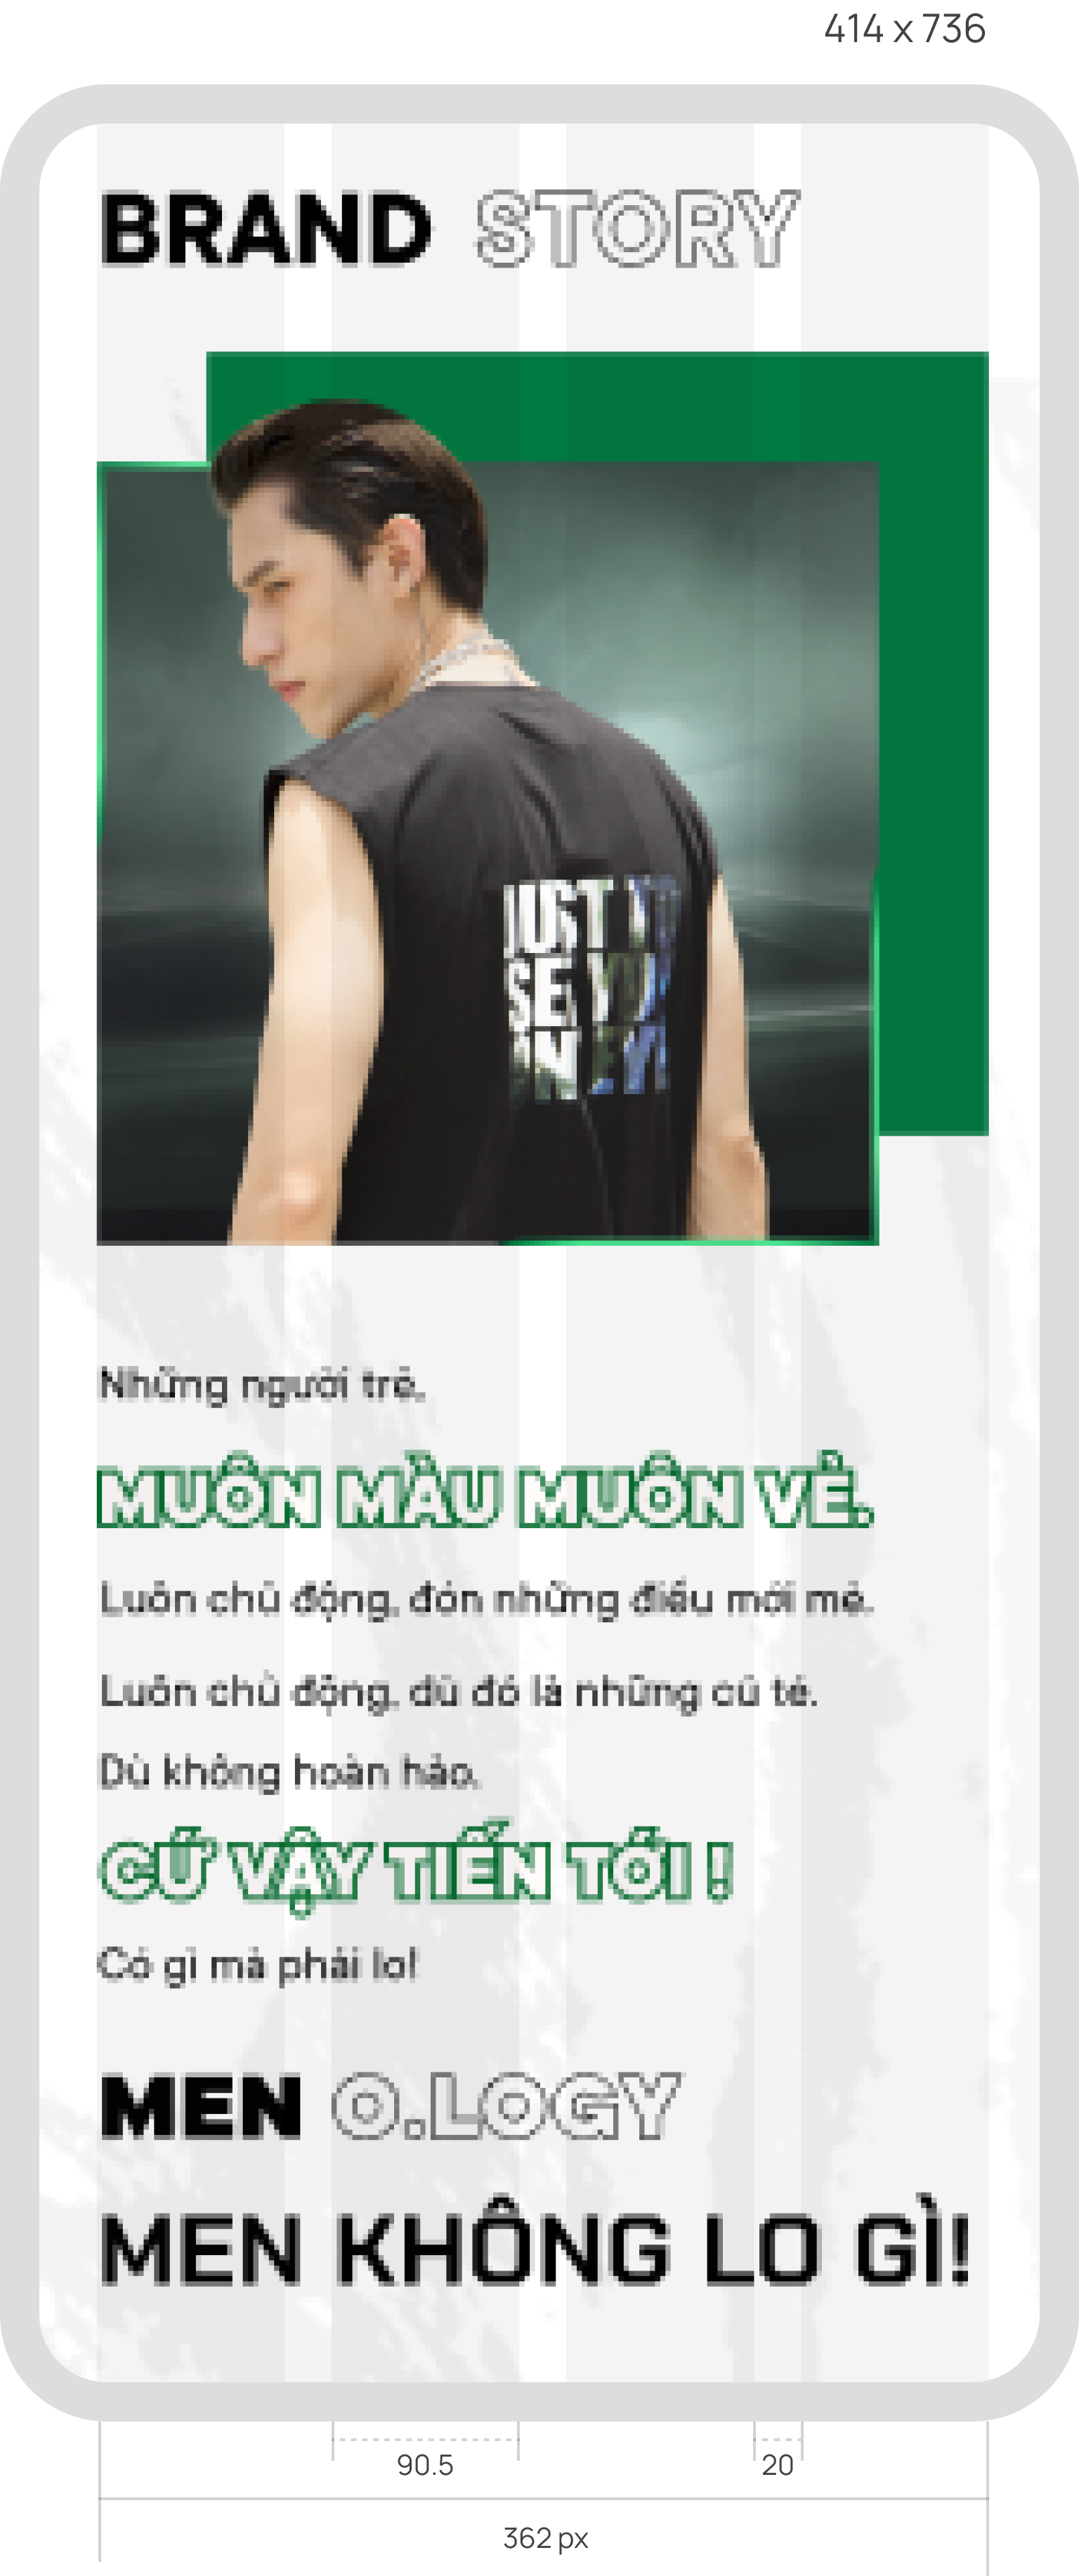 414 x 736
BRAND STORY
JUST
SE
Những người trẻ,
MUÔN MÀU MUÔN VẺ.
Luôn chủ động, đón những điều mới mẻ.
Luôn chủ động, dù đó là những cú té.
Dù không hoàn hảo,
CỨ VẬY TIẾN TỚI !
Có gì mà phải lo!
MEN O.LOGY
MEN KHÔNG LO GÌ!
90.5
20
362 px